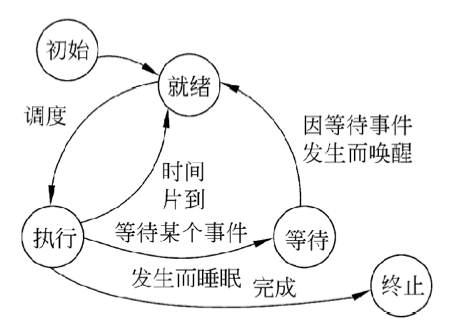 初始
就绪
调度
因等待事件
发生而唤醒
时间
片到
执行
等待某个事件
等待
发生而睡眠
完成
终止